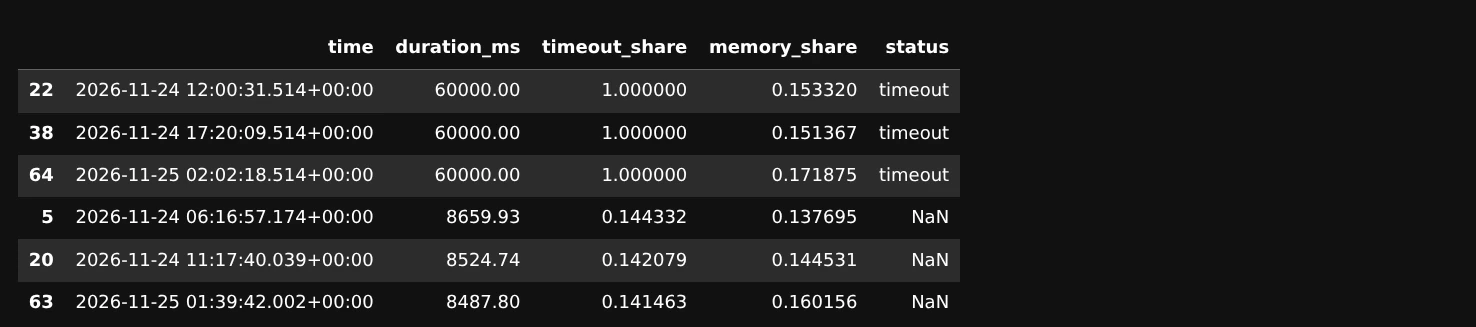 time duration_ms timeout_share memory_share status
22 2026-11-24 12:00:31.514+00:00 60000.00 1.000000 0.153320 timeout
38 2026-11-24 17:20:09.514+00:00 60000.00 1.000000 0.151367 timeout
64 2026-11-25 02:02:18.514+00:00 60000.00 1.000000 0.171875 timeout
5 2026-11-24 06:16:57.174+00:00 8659.93 0.144332 0.137695 NaN
20 2026-11-24 11:17:40.039+00:00 8524.74 0.142079 0.144531 NaN
63 2026-11-25 01:39:42.002+00:00 8487.80 0.141463 0.160156 NaN